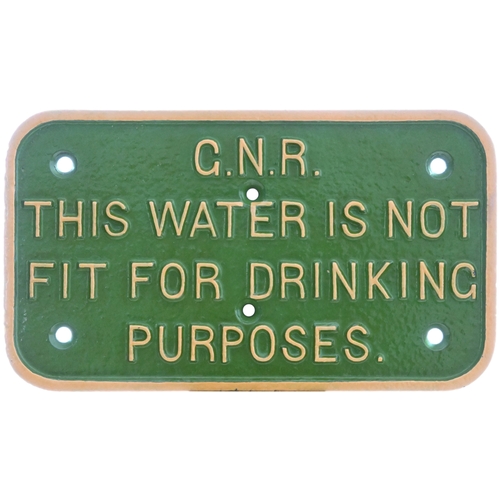 G.N.R.
THIS WATER IS NOT
FIT FOR DRINKING
PURPOSES.